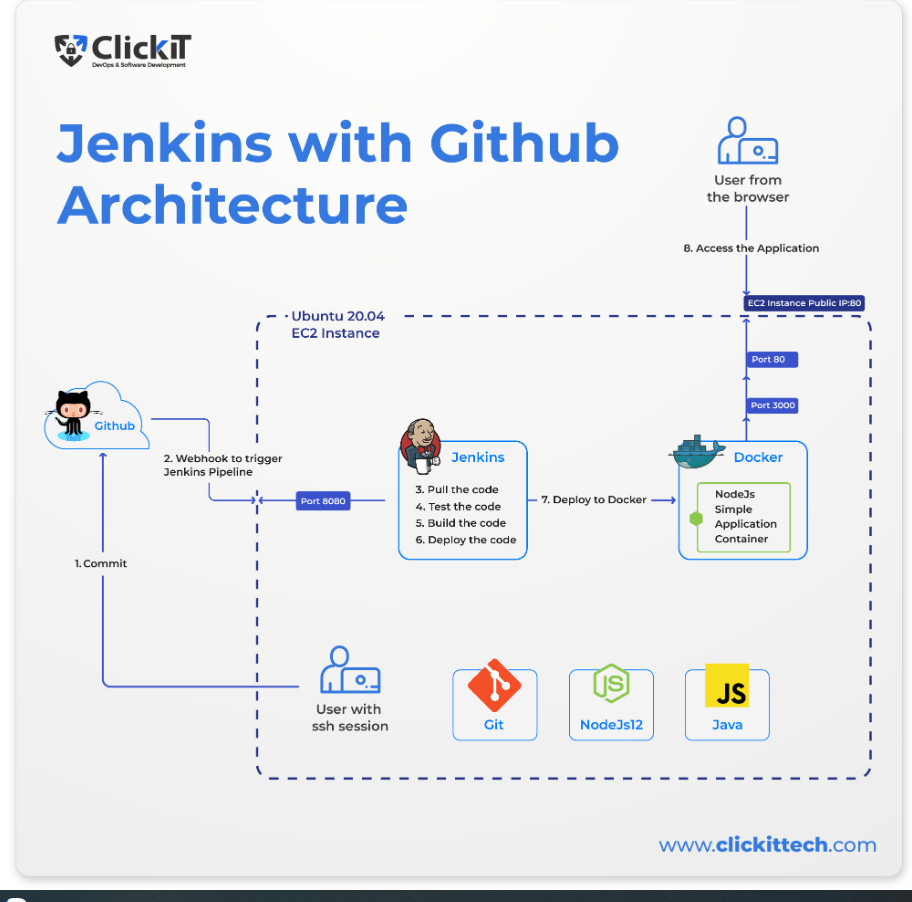 ClickIT
DevOps & Software Development
Jenkins with Github
Architecture
User from
the browser
8. Access the Application
EC2 Instance Public IP:80
Ubuntu 20.04
EC2 Instance
Port 80
Port 3000
Github
2. Webhook to trigger
Jenkins Pipeline
Port 8080
Jenkins
3. Pull the code
4. Test the code
5. Build the code
6. Deploy the code
7. Deploy to Docker
Docker
NodeJs
Simple
Application
Container
1. Commit
User with
ssh session
Git
JS
NodeJs12
JS
Java
www.clickittech.com